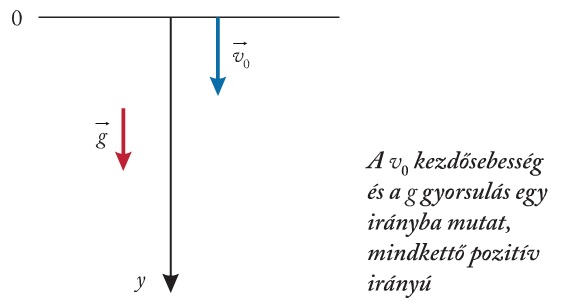 0
v₀
g
A v₀ kezdősebesség
és a g gyorsulás egy
irányba mutat,
mindkettő pozitív
irányú
y